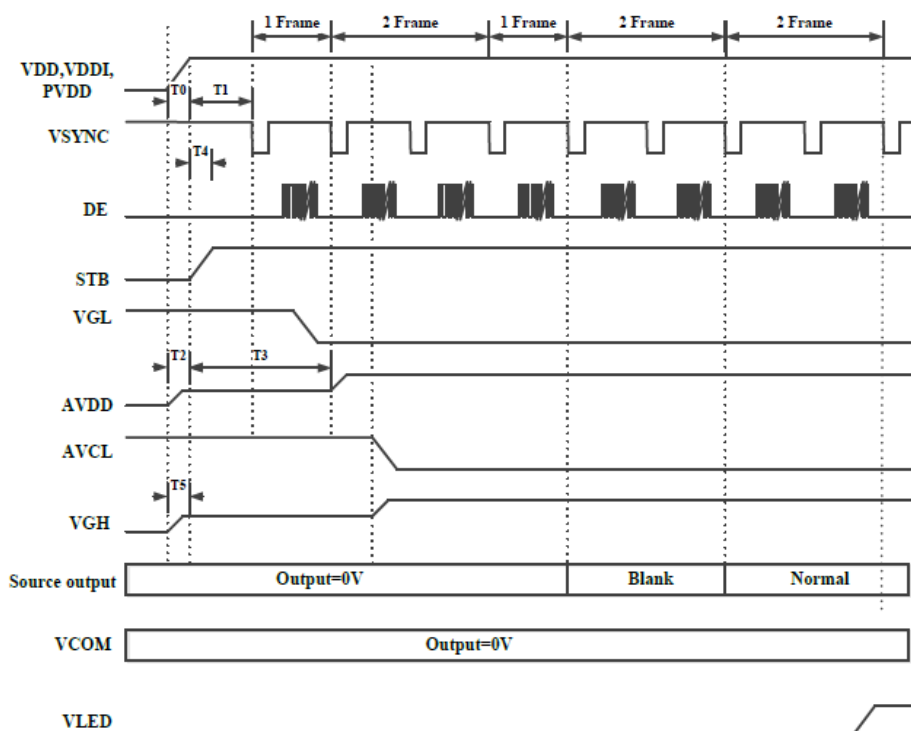 1 Frame 2 Frame 1 Frame 2 Frame 2 Frame
VDD,VDDI,
PVDD
T0 T1
VSYNC
T4
DE
STB
VGL
T2 T3
AVDD
AVCL
T5
VGH
Source output Output=0V Blank Normal
VCOM Output=0V
VLED